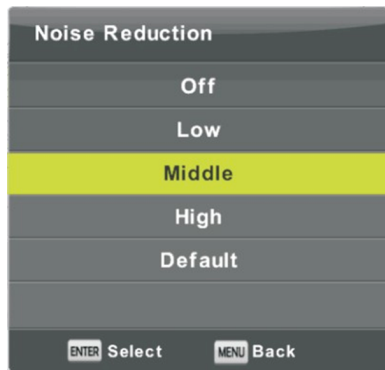 Noise Reduction
Off
Low
Middle
High
Default
ENTER Select MENU Back